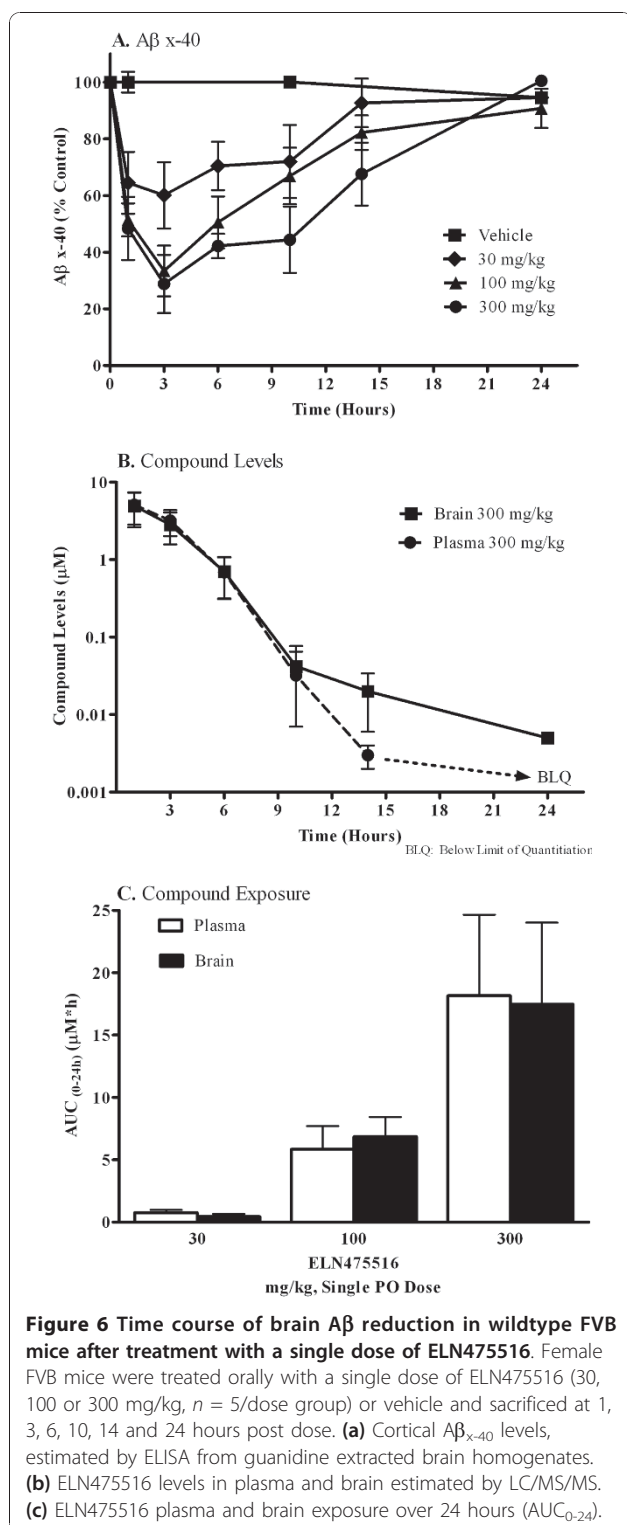 A. Aβ x-40
Aβ x-40 (% Control)
100
80
60
40
20
0
Vehicle
30 mg/kg
100 mg/kg
300 mg/kg
0 3 6 9 12 15 18 21 24
Time (Hours)
B. Compound Levels
Compound Levels (μM)
10
1
0.1
0.01
0.001
Brain 300 mg/kg
Plasma 300 mg/kg
BLQ
3 6 9 12 15 18 21 24
Time (Hours)
BLQ: Below Limit of Quantitiation
C. Compound Exposure
AUC (0-24h) (μM*h)
25
20
15
10
5
0
Plasma
Brain
30 100 300
ELN475516
mg/kg, Single PO Dose
Figure 6 Time course of brain Aβ reduction in wildtype FVB
mice after treatment with a single dose of ELN475516. Female
FVB mice were treated orally with a single dose of ELN475516 (30,
100 or 300 mg/kg, n = 5/dose group) or vehicle and sacrificed at 1,
3, 6, 10, 14 and 24 hours post dose. (a) Cortical Aβx-40 levels,
estimated by ELISA from guanidine extracted brain homogenates.
(b) ELN475516 levels in plasma and brain estimated by LC/MS/MS.
(c) ELN475516 plasma and brain exposure over 24 hours (AUC0-24).